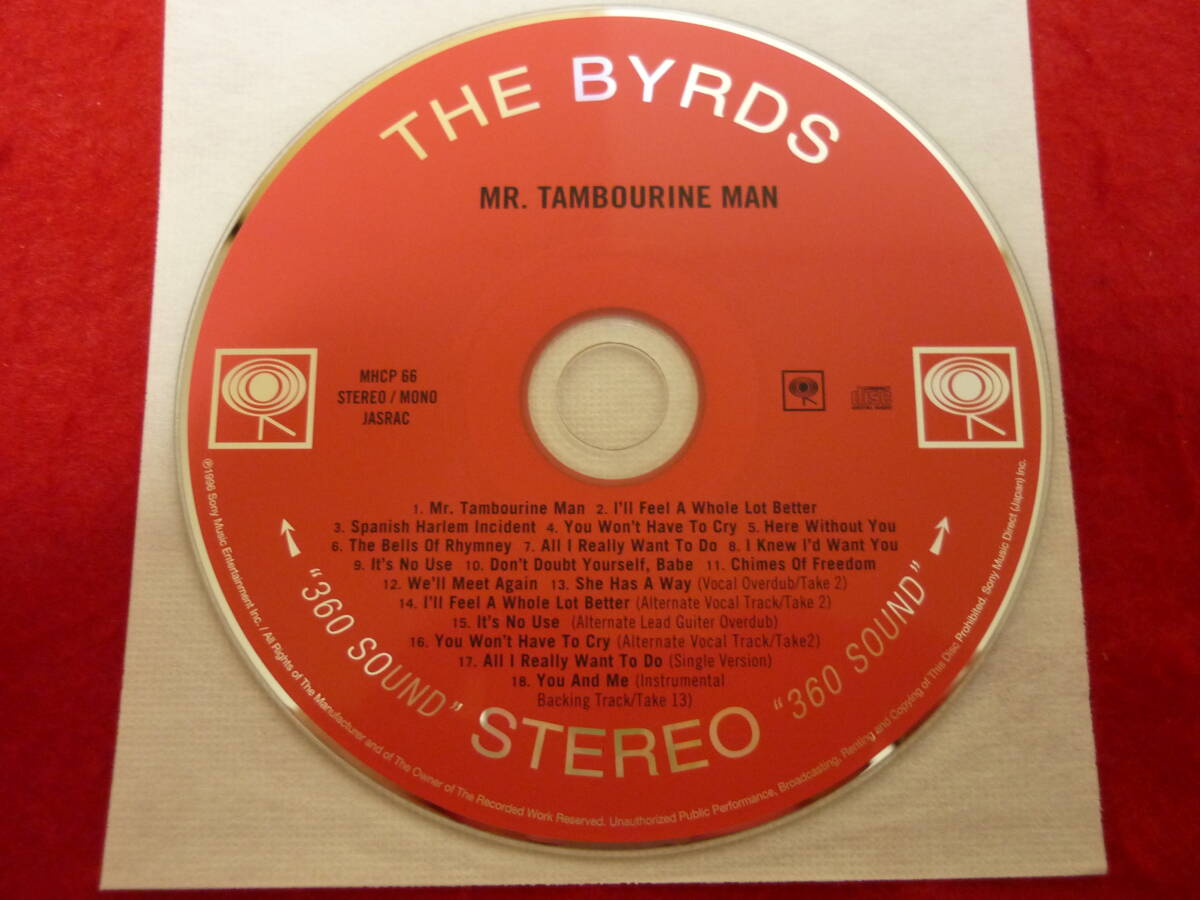 THE BYRDS
MR. TAMBOURINE MAN
MHCP 66
STEREO / MONO
JASRAC
COMPACT
disc
DIGITAL AUDIO
1. Mr. Tambourine Man 2. I'll Feel A Whole Lot Better
3. Spanish Harlem Incident 4. You Won't Have To Cry 5. Here Without You
6. The Bells Of Rhymney 7. All I Really Want To Do 8. I Knew I'd Want You
9. It's No Use 10. Don't Doubt Yourself, Babe 11. Chimes Of Freedom
12. We'll Meet Again 13. She Has A Way (Vocal Overdub/Take 2)
14. I'll Feel A Whole Lot Better (Alternate Vocal Track/Take 2)
15. It's No Use (Alternate Lead Guiter Overdub)
16. You Won't Have To Cry (Alternate Vocal Track/Take2)
17. All I Really Want To Do (Single Version)
18. You And Me (Instrumental
Backing Track/Take 13)
"360 SOUND" STEREO "360 SOUND"
℗1996 Sony Music Entertainment Inc. / All Rights of The Manufacturer and of The Owner of The Recorded Work Reserved. Unauthorized Public Performance, Broadcasting, Renting and Copying of This Disc Prohibited. Sony Music Direct (Japan) Inc.